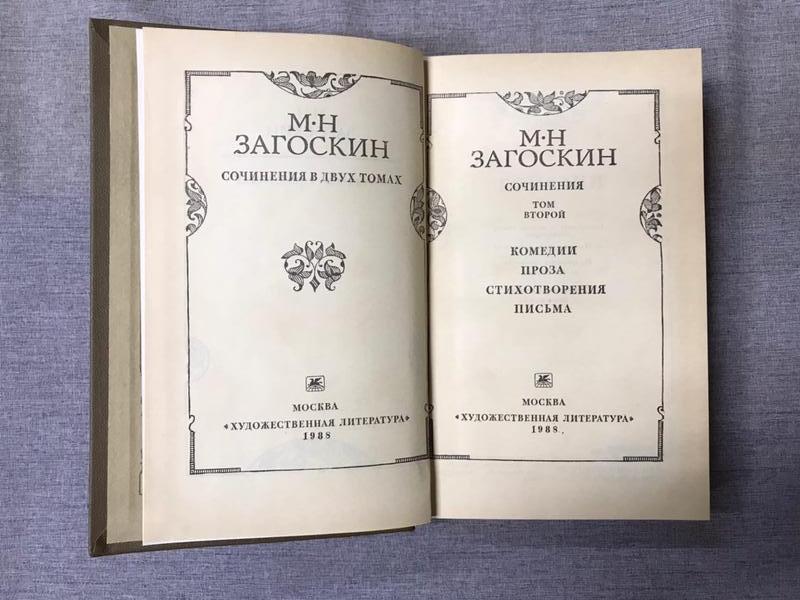 М·Н
ЗАГОСКИН
СОЧИНЕНИЯ В ДВУХ ТОМАХ
МОСКВА
«ХУДОЖЕСТВЕННАЯ ЛИТЕРАТУРА»
1988
М·Н
ЗАГОСКИН
СОЧИНЕНИЯ
ТОМ
ВТОРОЙ
КОМЕДИИ
ПРОЗА
СТИХОТВОРЕНИЯ
ПИСЬМА
МОСКВА
«ХУДОЖЕСТВЕННАЯ ЛИТЕРАТУРА»
1988